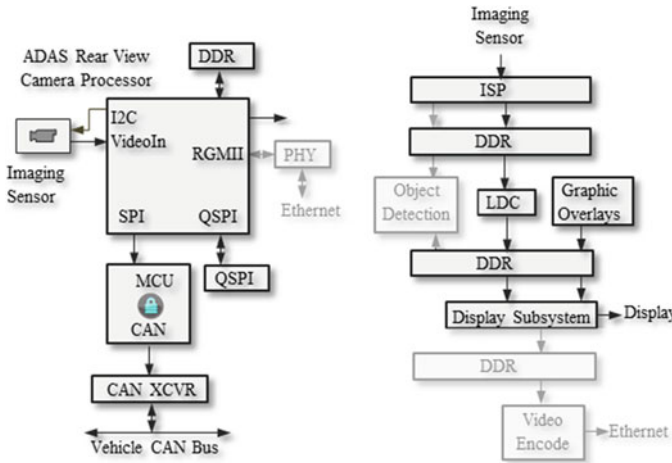 ADAS Rear View
Camera Processor
DDR
I2C
VideoIn
RGMII
PHY
Ethernet
Imaging
Sensor
SPI
QSPI
QSPI
MCU
CAN
CAN XCVR
Vehicle CAN Bus
Imaging
Sensor
ISP
DDR
Object
Detection
LDC
Graphic
Overlays
DDR
Display Subsystem
Display
DDR
Video
Encode
Ethernet